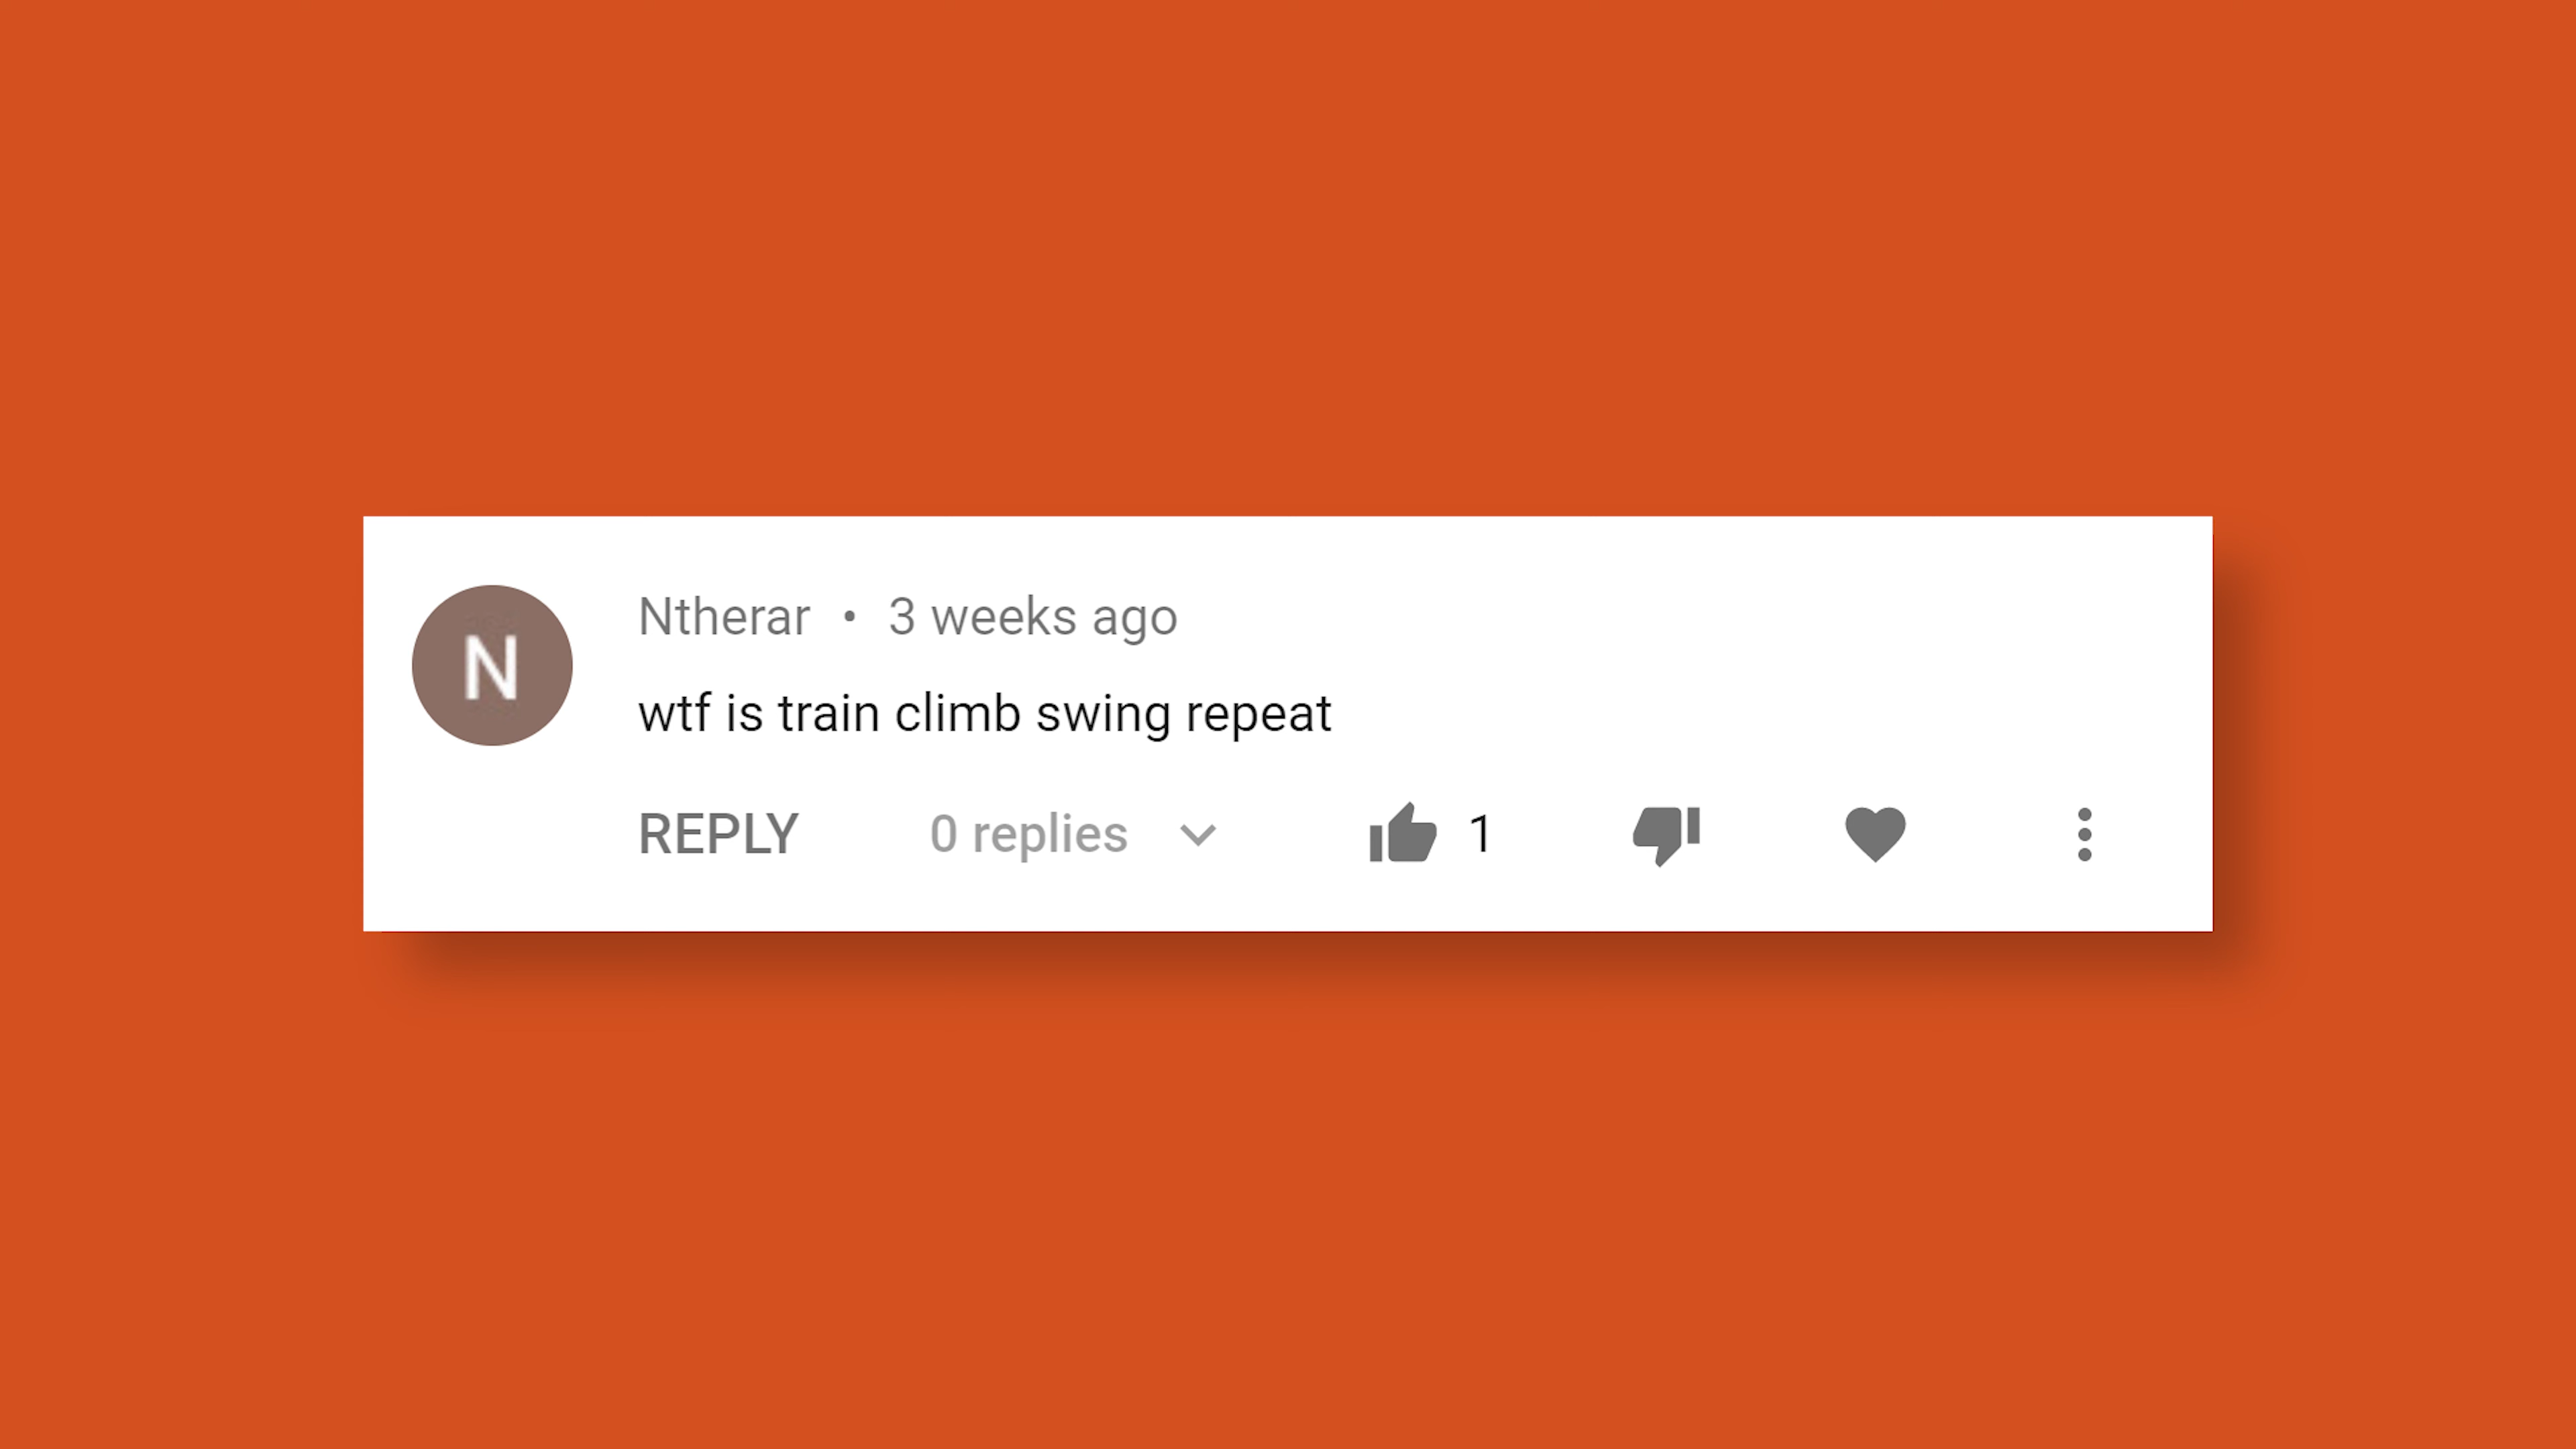 N
Ntherar • 3 weeks ago
wtf is train climb swing repeat
REPLY 0 replies 1